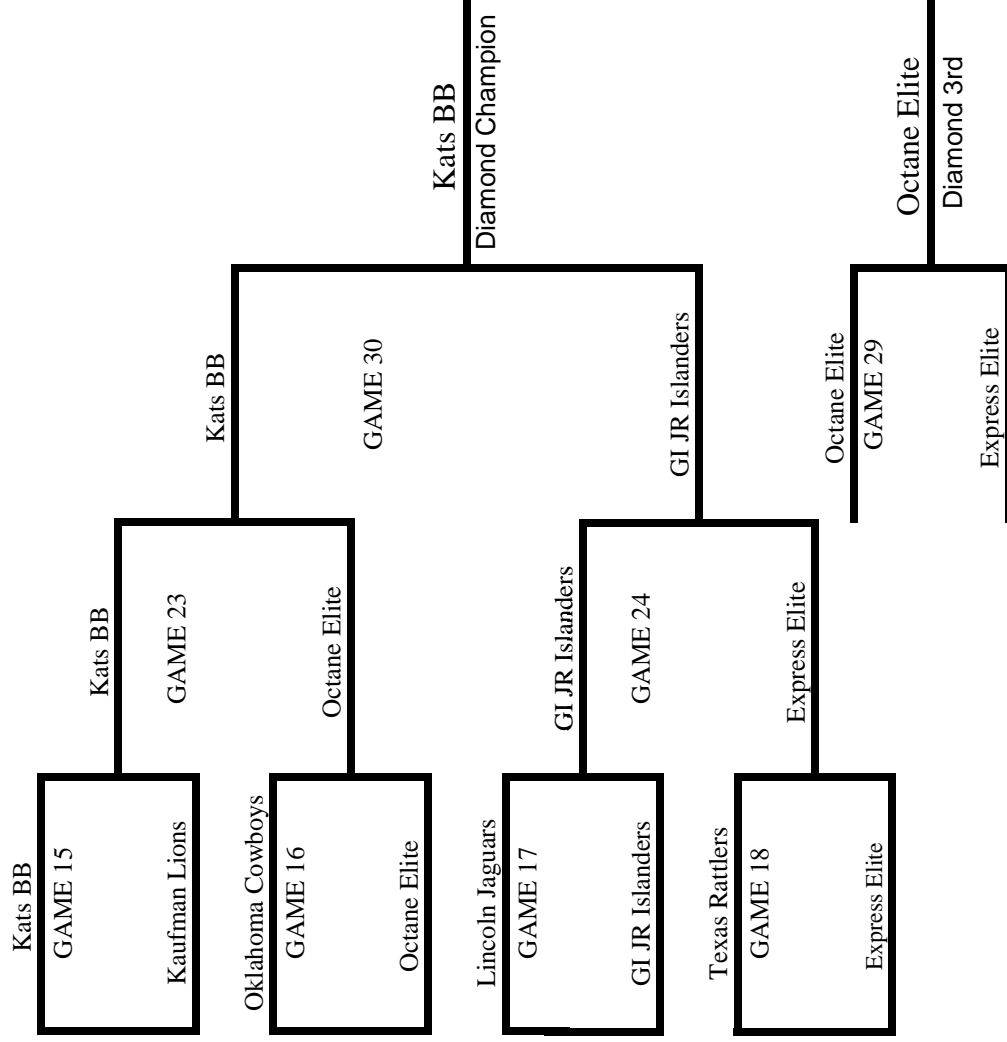 Kats BB
GAME 15
Kaufman Lions
Oklahoma Cowboys
GAME 16
Octane Elite
Lincoln Jaguars
GAME 17
GI JR Islanders
Texas Rattlers
GAME 18
Express Elite
Kats BB
GAME 23
Octane Elite
GI JR Islanders
GAME 24
Express Elite
Kats BB
GAME 30
GI JR Islanders
Octane Elite
GAME 29
Express Elite
Kats BB
Diamond Champion
Octane Elite
Diamond 3rd